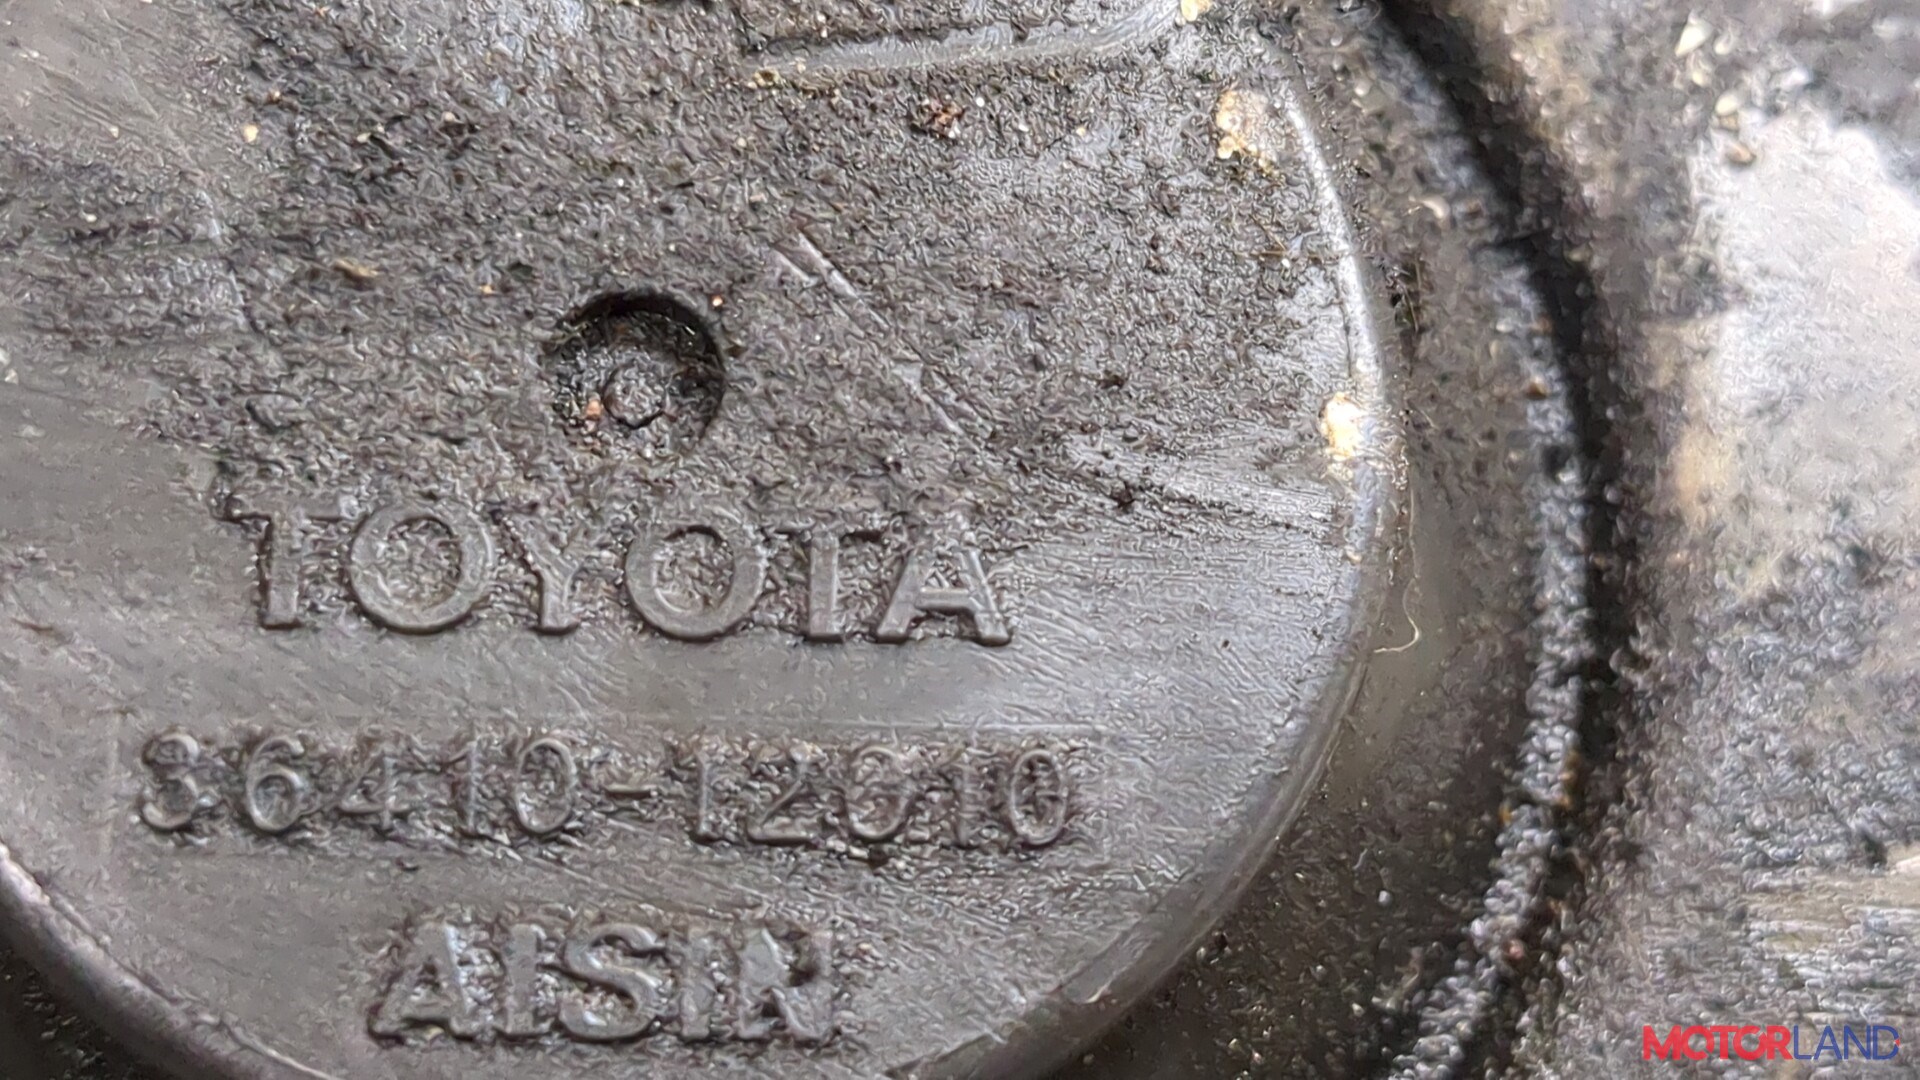 TOYOTA
36410-12010
AISIN
MOTORLAND